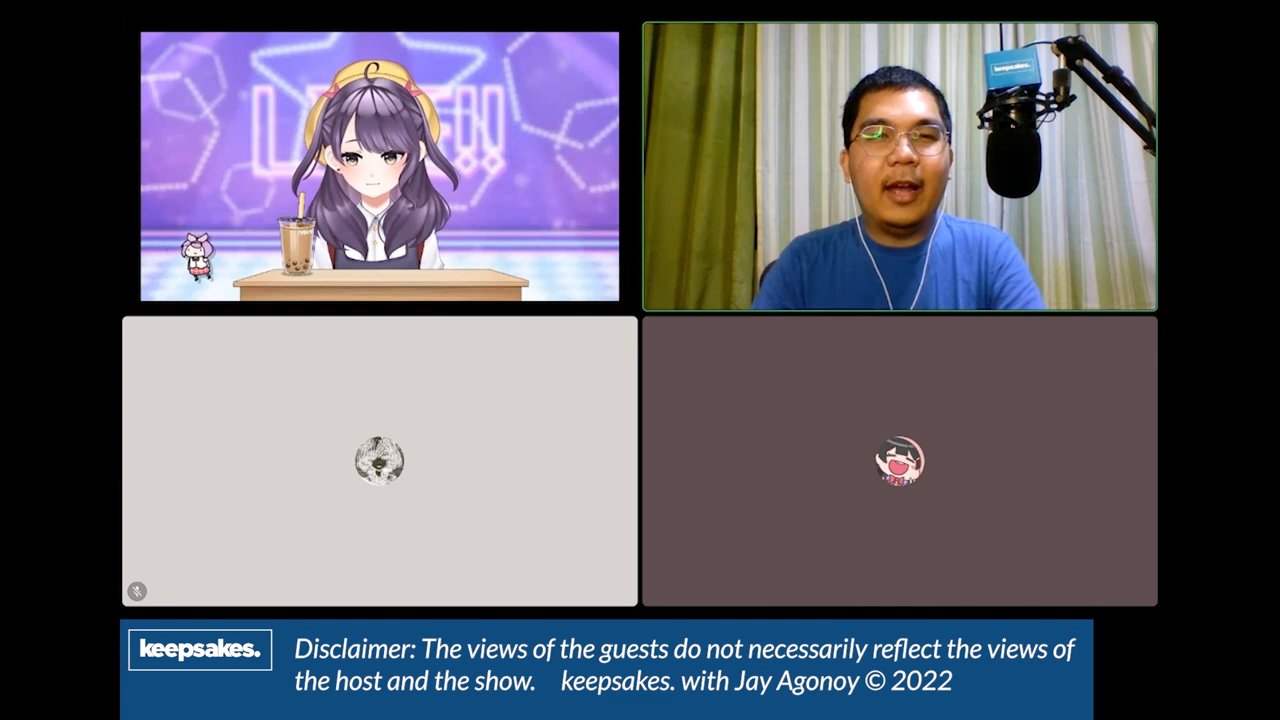 LIVE!!
keepsakes.
keepsakes.
Disclaimer: The views of the guests do not necessarily reflect the views of
the host and the show. keepsakes. with Jay Agonoy © 2022